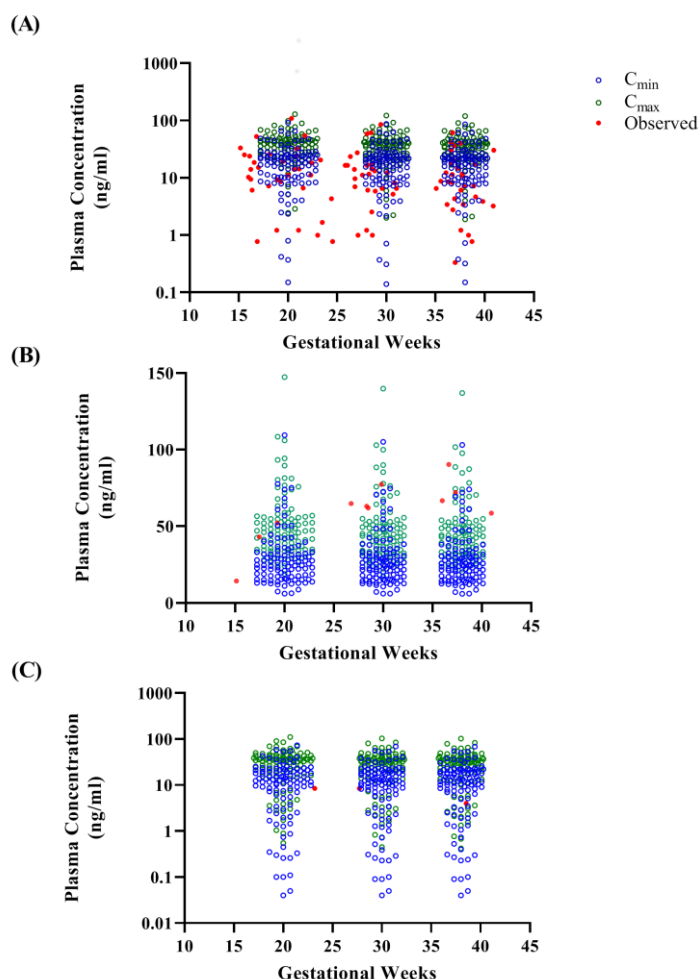 (A)
1000
100
10
1
0.1
Plasma Concentration
(ng/ml)
10 15 20 25 30 35 40 45
Gestational Weeks
Cmin
Cmax
Observed
(B)
150
100
50
0
Plasma Concentration
(ng/ml)
10 15 20 25 30 35 40 45
Gestational Weeks
(C)
1000
100
10
1
0.1
0.01
Plasma Concentration
(ng/ml)
10 15 20 25 30 35 40 45
Gestational Weeks